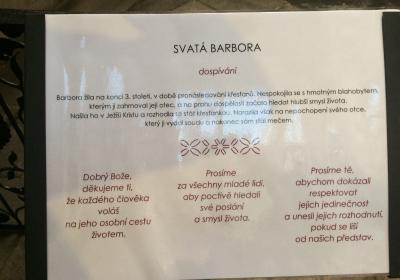 SVATÁ BARBORA
dospívání
Barbora žila na konci 3. století, v době pronásledování křesťanů. Nespokojila se s hmotným blahobytem,
kterým ji zahrnoval její otec, a na prahu dospělosti začala hledat hlubší smysl života.
Našla ho v Ježíši Kristu a rozhodla se stát křesťankou. Narazila však na nepochopení svého otce,
který ji vydal soudu a nakonec sám sťal mečem.
Dobrý Bože,
děkujeme ti,
že každého člověka
voláš
na jeho osobní cestu
životem.
Prosíme
za všechny mladé lidi,
aby poctivě hledali
své poslání
a smysl života.
Prosíme tě,
abychom dokázali
respektovat
jejich jedinečnost
a unesli jejich rozhodnutí,
pokud se liší
od našich představ.